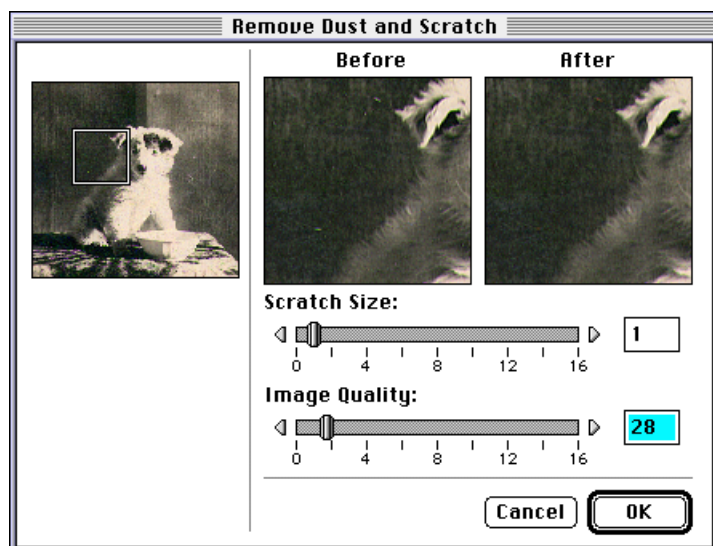 Remove Dust and Scratch
Before After
Scratch Size:
1
0 4 8 12 16
Image Quality:
28
0 4 8 12 16
Cancel OK